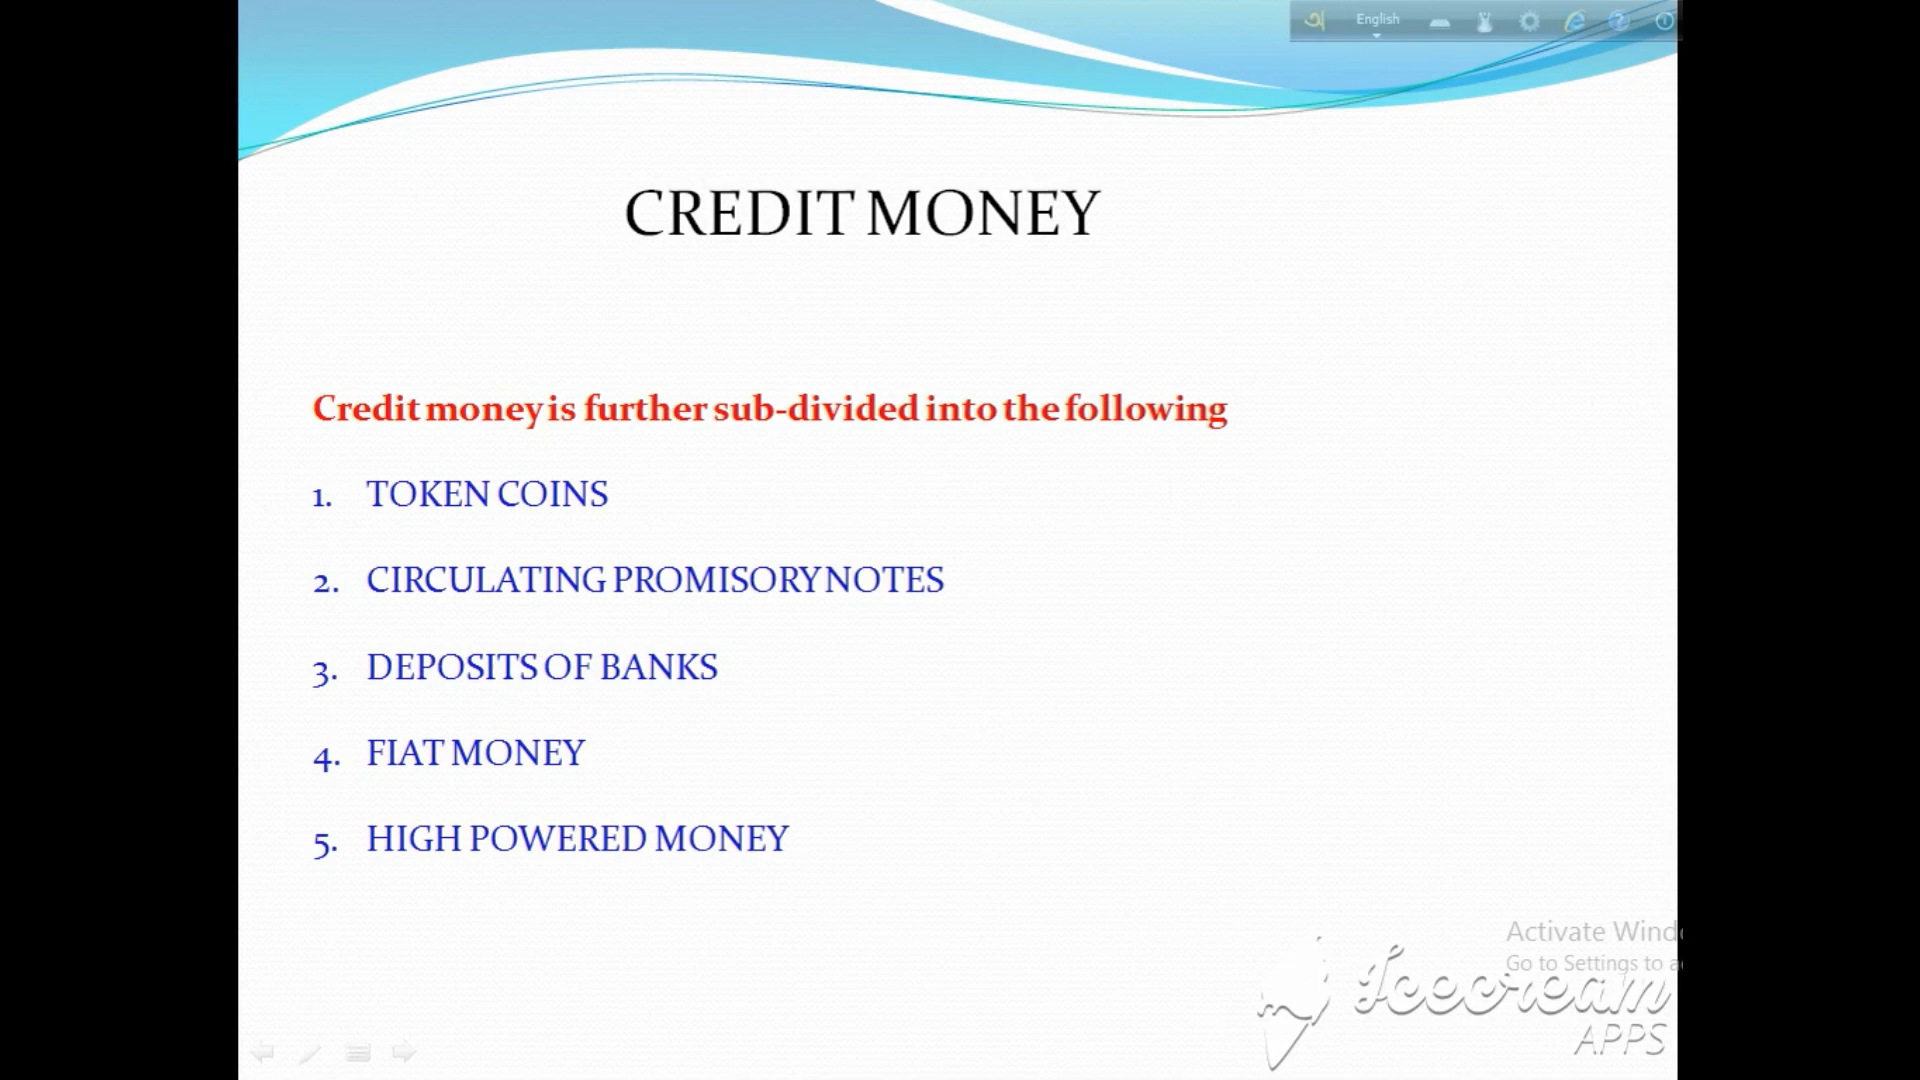 অ English
CREDIT MONEY
Credit money is further sub-divided into the following
1. TOKEN COINS
2. CIRCULATING PROMISORY NOTES
3. DEPOSITS OF BANKS
4. FIAT MONEY
5. HIGH POWERED MONEY
Activate Wind
Go to Settings to a
Icecream
APPS